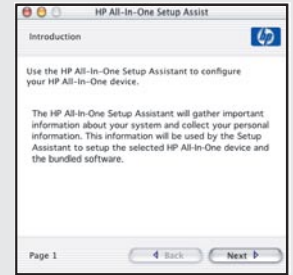 HP All-In-One Setup Assist
Introduction
hp
Use the HP All-In-One Setup Assistant to configure
your HP All-In-One device.
The HP All-In-One Setup Assistant will gather important
information about your system and collect your personal
information. This information will be used by the Setup
Assistant to setup the selected HP All-In-One device and
the bundled software.
Page 1
Back
Next